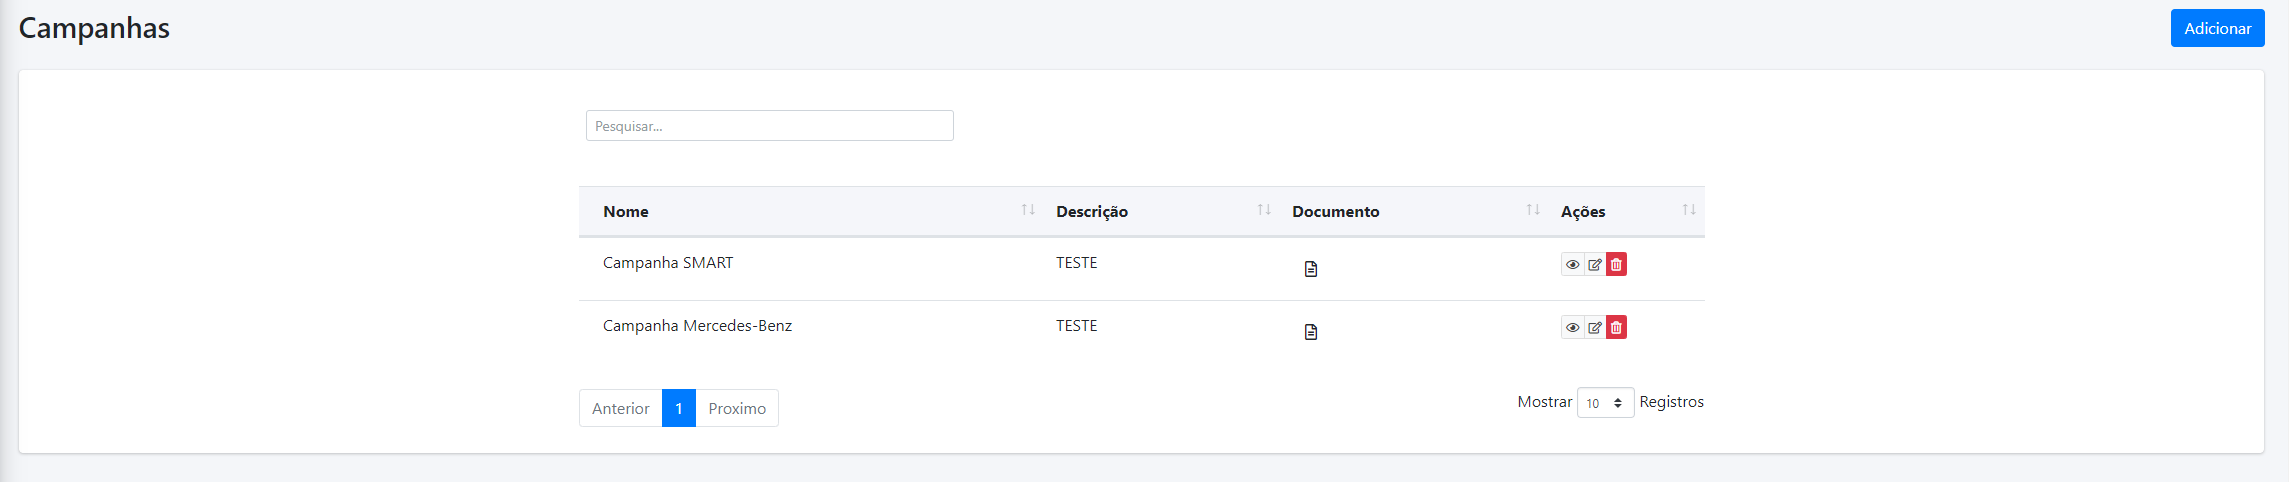 Campanhas
Adicionar
Pesquisar...
Nome Descrição Documento Ações
Campanha SMART TESTE
Campanha Mercedes-Benz TESTE
Anterior 1 Proximo Mostrar 10 Registros